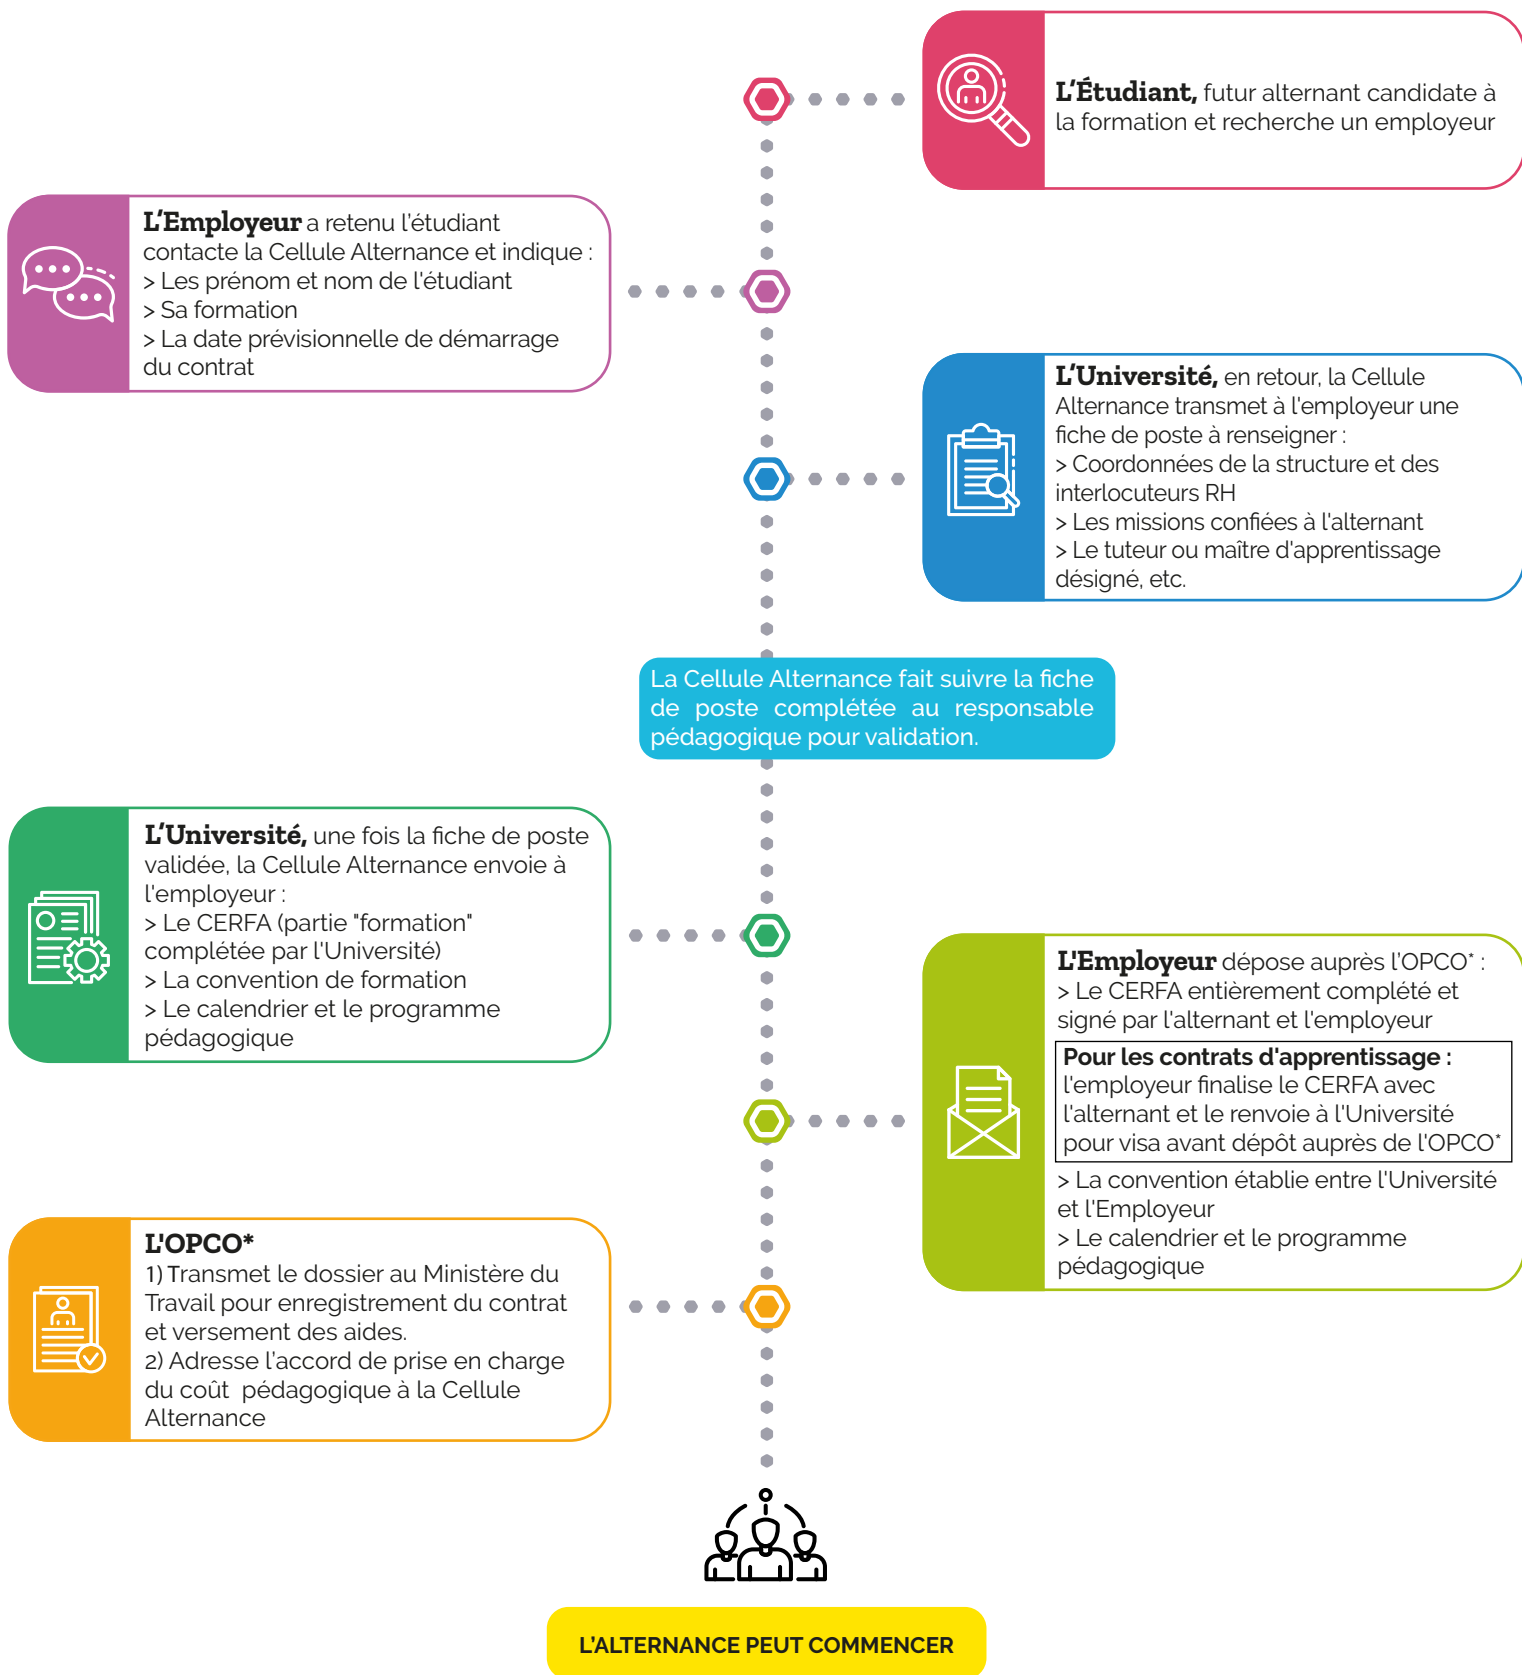 L'Étudiant, futur alternant candidate à
la formation et recherche un employeur
L'Employeur a retenu l'étudiant
contacte la Cellule Alternance et indique :
> Les prénom et nom de l'étudiant
> Sa formation
> La date prévisionnelle de démarrage
du contrat
L'Université, en retour, la Cellule
Alternance transmet à l'employeur une
fiche de poste à renseigner :
> Coordonnées de la structure et des
interlocuteurs RH
> Les missions confiées à l'alternant
> Le tuteur ou maître d'apprentissage
désigné, etc.
La Cellule Alternance fait suivre la fiche
de poste complétée au responsable
pédagogique pour validation.
L'Université, une fois la fiche de poste
validée, la Cellule Alternance envoie à
l'employeur :
> Le CERFA (partie "formation"
complétée par l'Université)
> La convention de formation
> Le calendrier et le programme
pédagogique
L'Employeur dépose auprès l'OPCO* :
> Le CERFA entièrement complété et
signé par l'alternant et l'employeur
Pour les contrats d'apprentissage :
l'employeur finalise le CERFA avec
l'alternant et le renvoie à l'Université
pour visa avant dépôt auprès de l'OPCO*
> La convention établie entre l'Université
et l'Employeur
> Le calendrier et le programme
pédagogique
L'OPCO*
1) Transmet le dossier au Ministère du
Travail pour enregistrement du contrat
et versement des aides.
2) Adresse l'accord de prise en charge
du coût  pédagogique à la Cellule
Alternance
L'ALTERNANCE PEUT COMMENCER